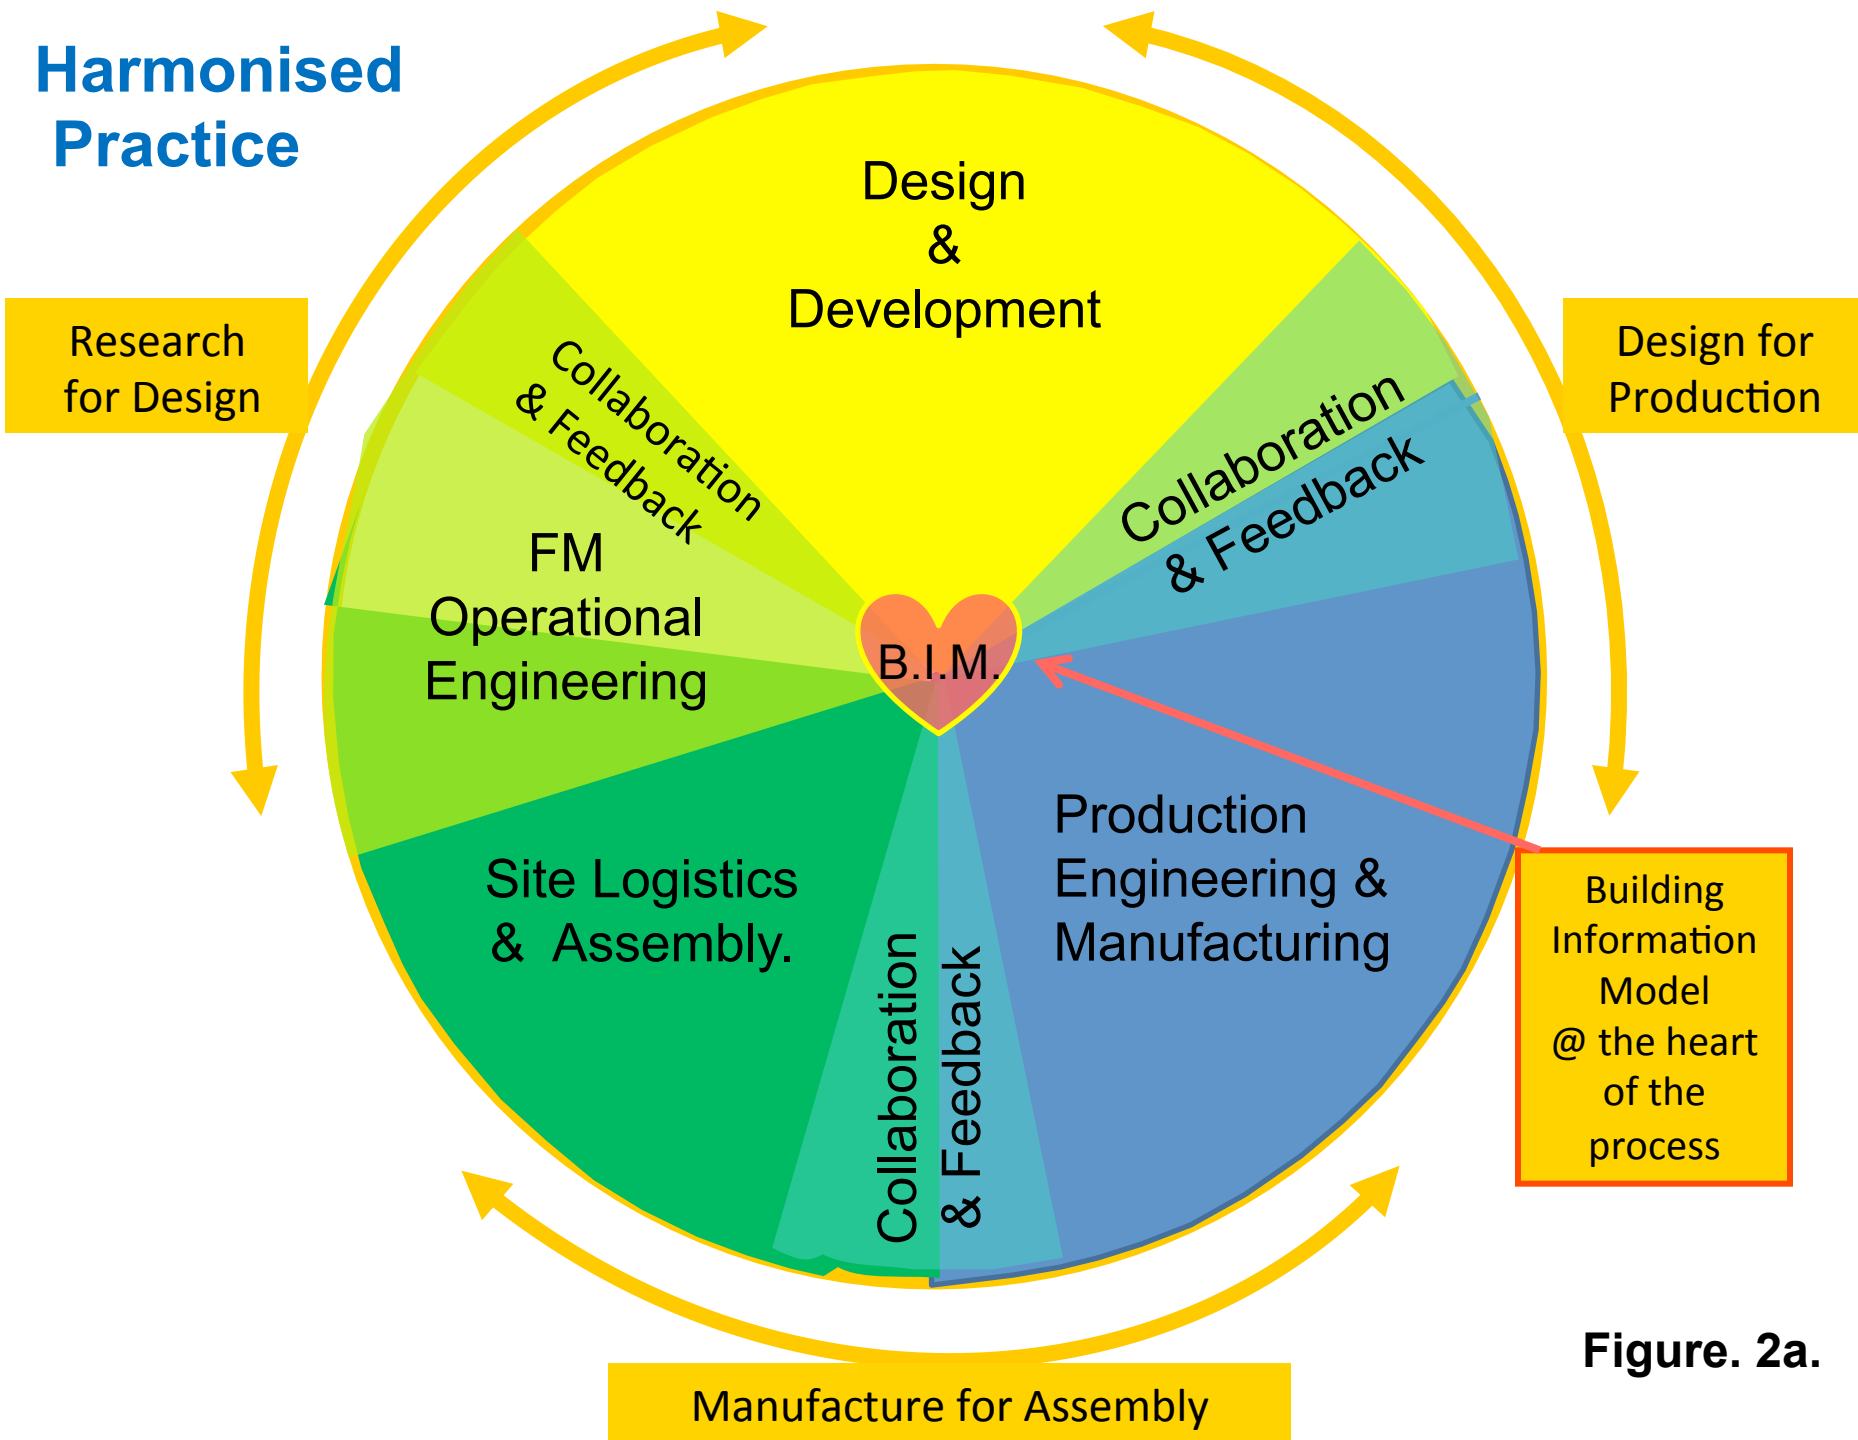 Harmonised
Practice
Design
&
Development
Research
for Design
Design for
Production
Collaboration
& Feedback
Collaboration
& Feedback
FM
Operational
Engineering
B.I.M.
Production
Engineering &
Manufacturing
Site Logistics
&  Assembly.
Collaboration
& Feedback
Building
Information
Model
@ the heart
of the
process
Figure. 2a.
Manufacture for Assembly